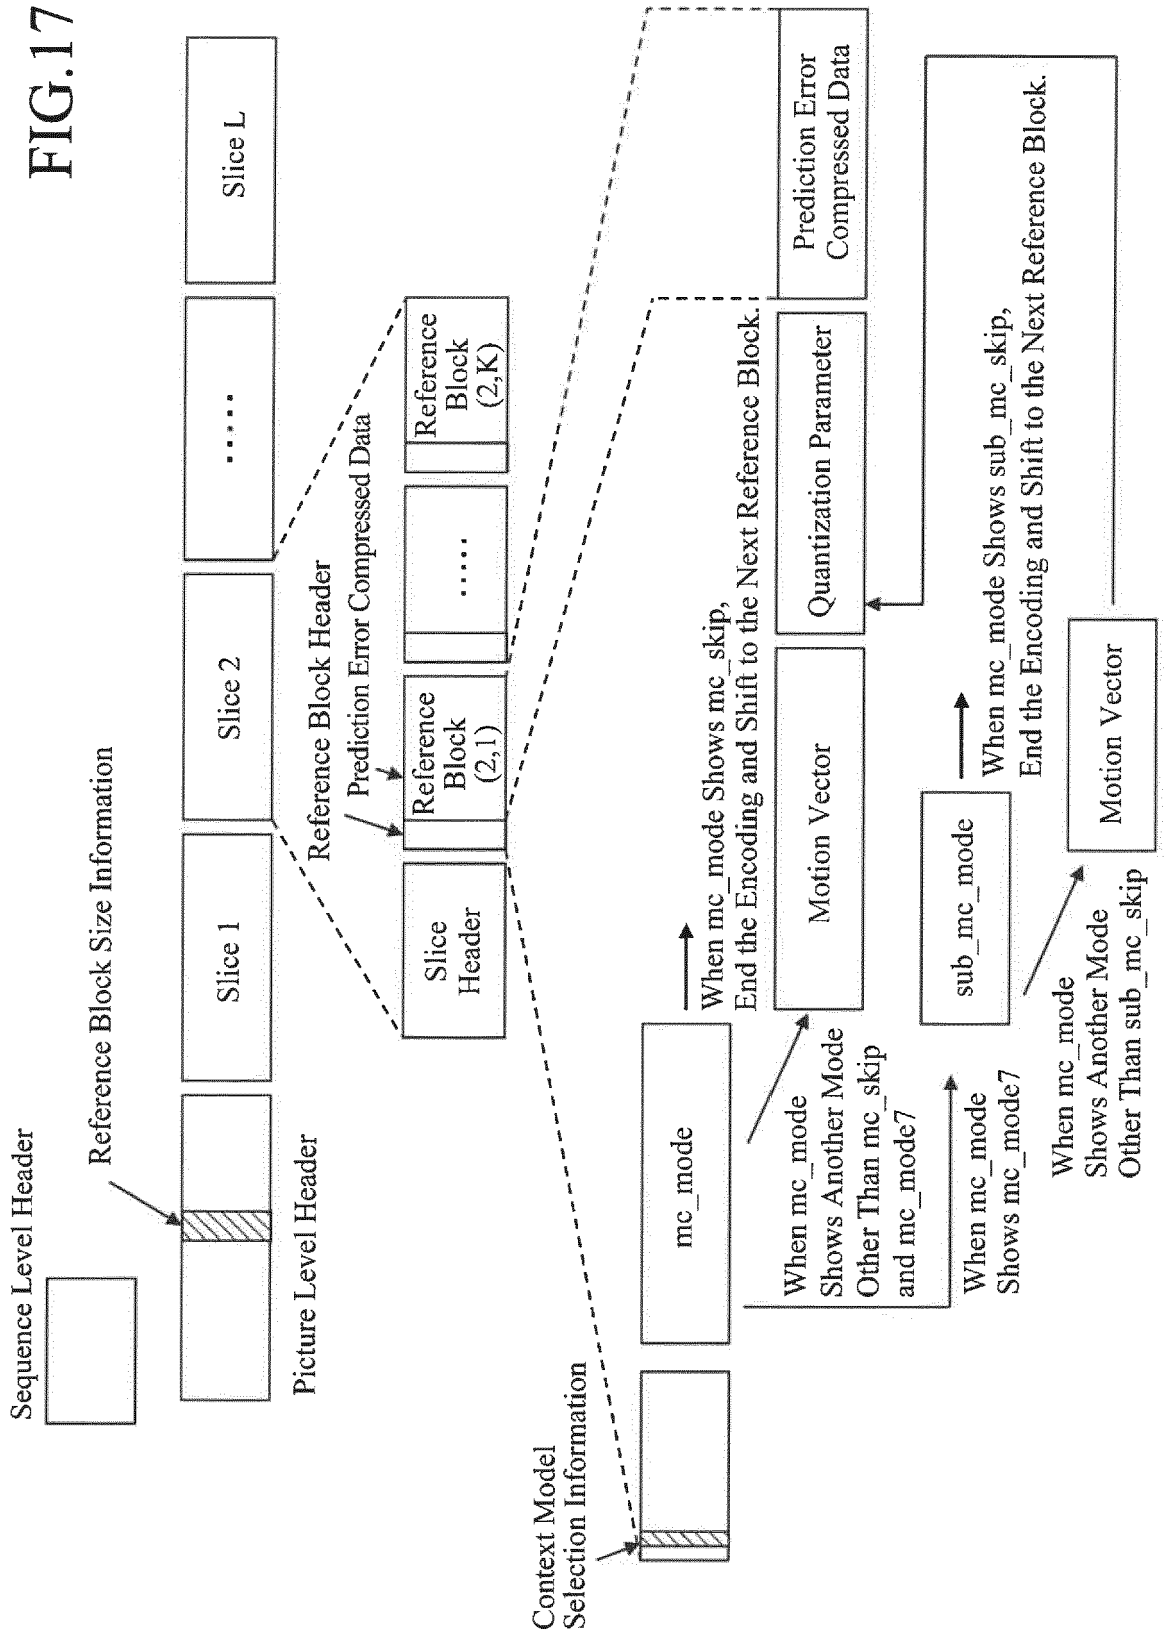 FIG.17
Sequence Level Header
Reference Block Size Information
Picture Level Header
Slice 1
Slice 2
.....
Slice L
Reference Block Header
Prediction Error Compressed Data
Slice
Header
Reference
Block
(2,1)
.....
Reference
Block
(2,K)
Context Model
Selection Information
mc_mode
When mc_mode Shows mc_skip,
End the Encoding and Shift to the Next Reference Block.
When mc_mode
Shows Another Mode
Other Than mc_skip
and mc_mode7
Motion Vector
Quantization Parameter
Prediction Error
Compressed Data
When mc_mode
Shows mc_mode7
sub_mc_mode
When mc_mode Shows sub_mc_skip,
End the Encoding and Shift to the Next Reference Block.
When mc_mode
Shows Another Mode
Other Than sub_mc_skip
Motion Vector